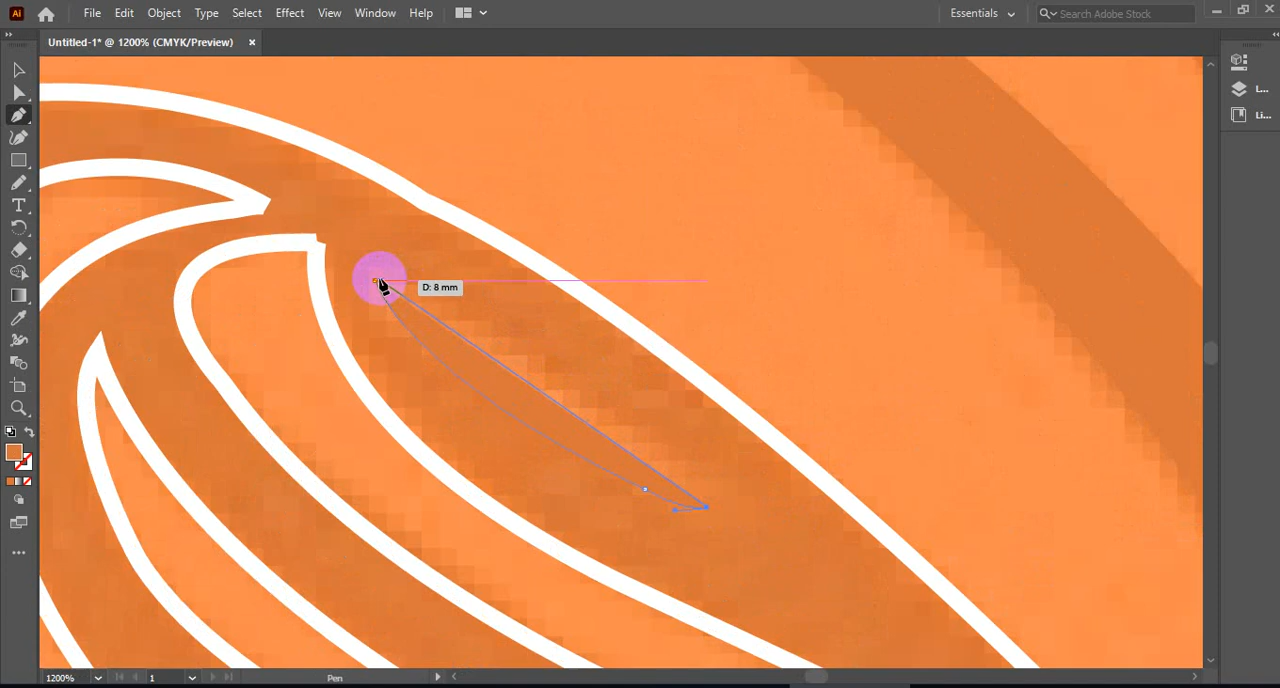 Ai File Edit Object Type Select Effect View Window Help Essentials Search Adobe Stock
Untitled-1* @ 1200% (CMYK/Preview) ×
L...
Li...
T
D: 8 mm
1200% 1 Pen